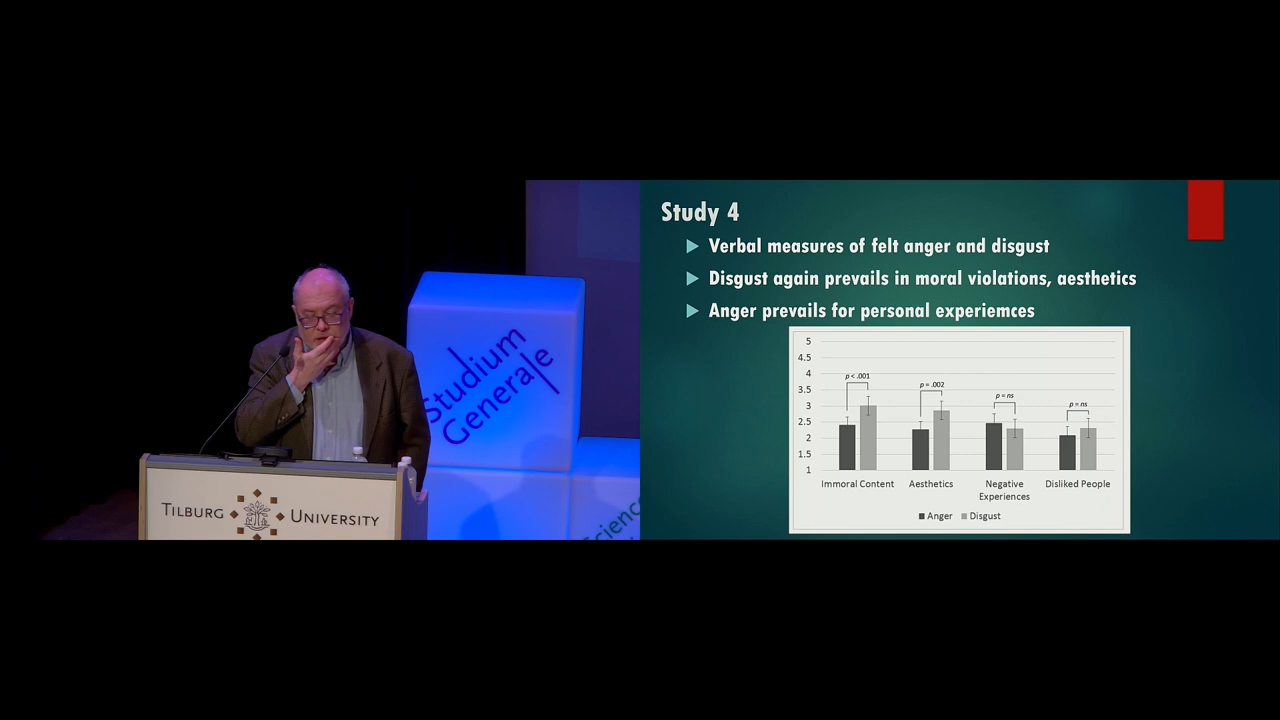 Studium
Generale
TILBURG UNIVERSITY
Science
Study 4
Verbal measures of felt anger and disgust
Disgust again prevails in moral violations, aesthetics
Anger prevails for personal experiemces
5
4.5
4
3.5
3
2.5
2
1.5
1
p < .001
p = .002
p = ns
p = ns
Immoral Content
Aesthetics
Negative
Experiences
Disliked People
Anger
Disgust